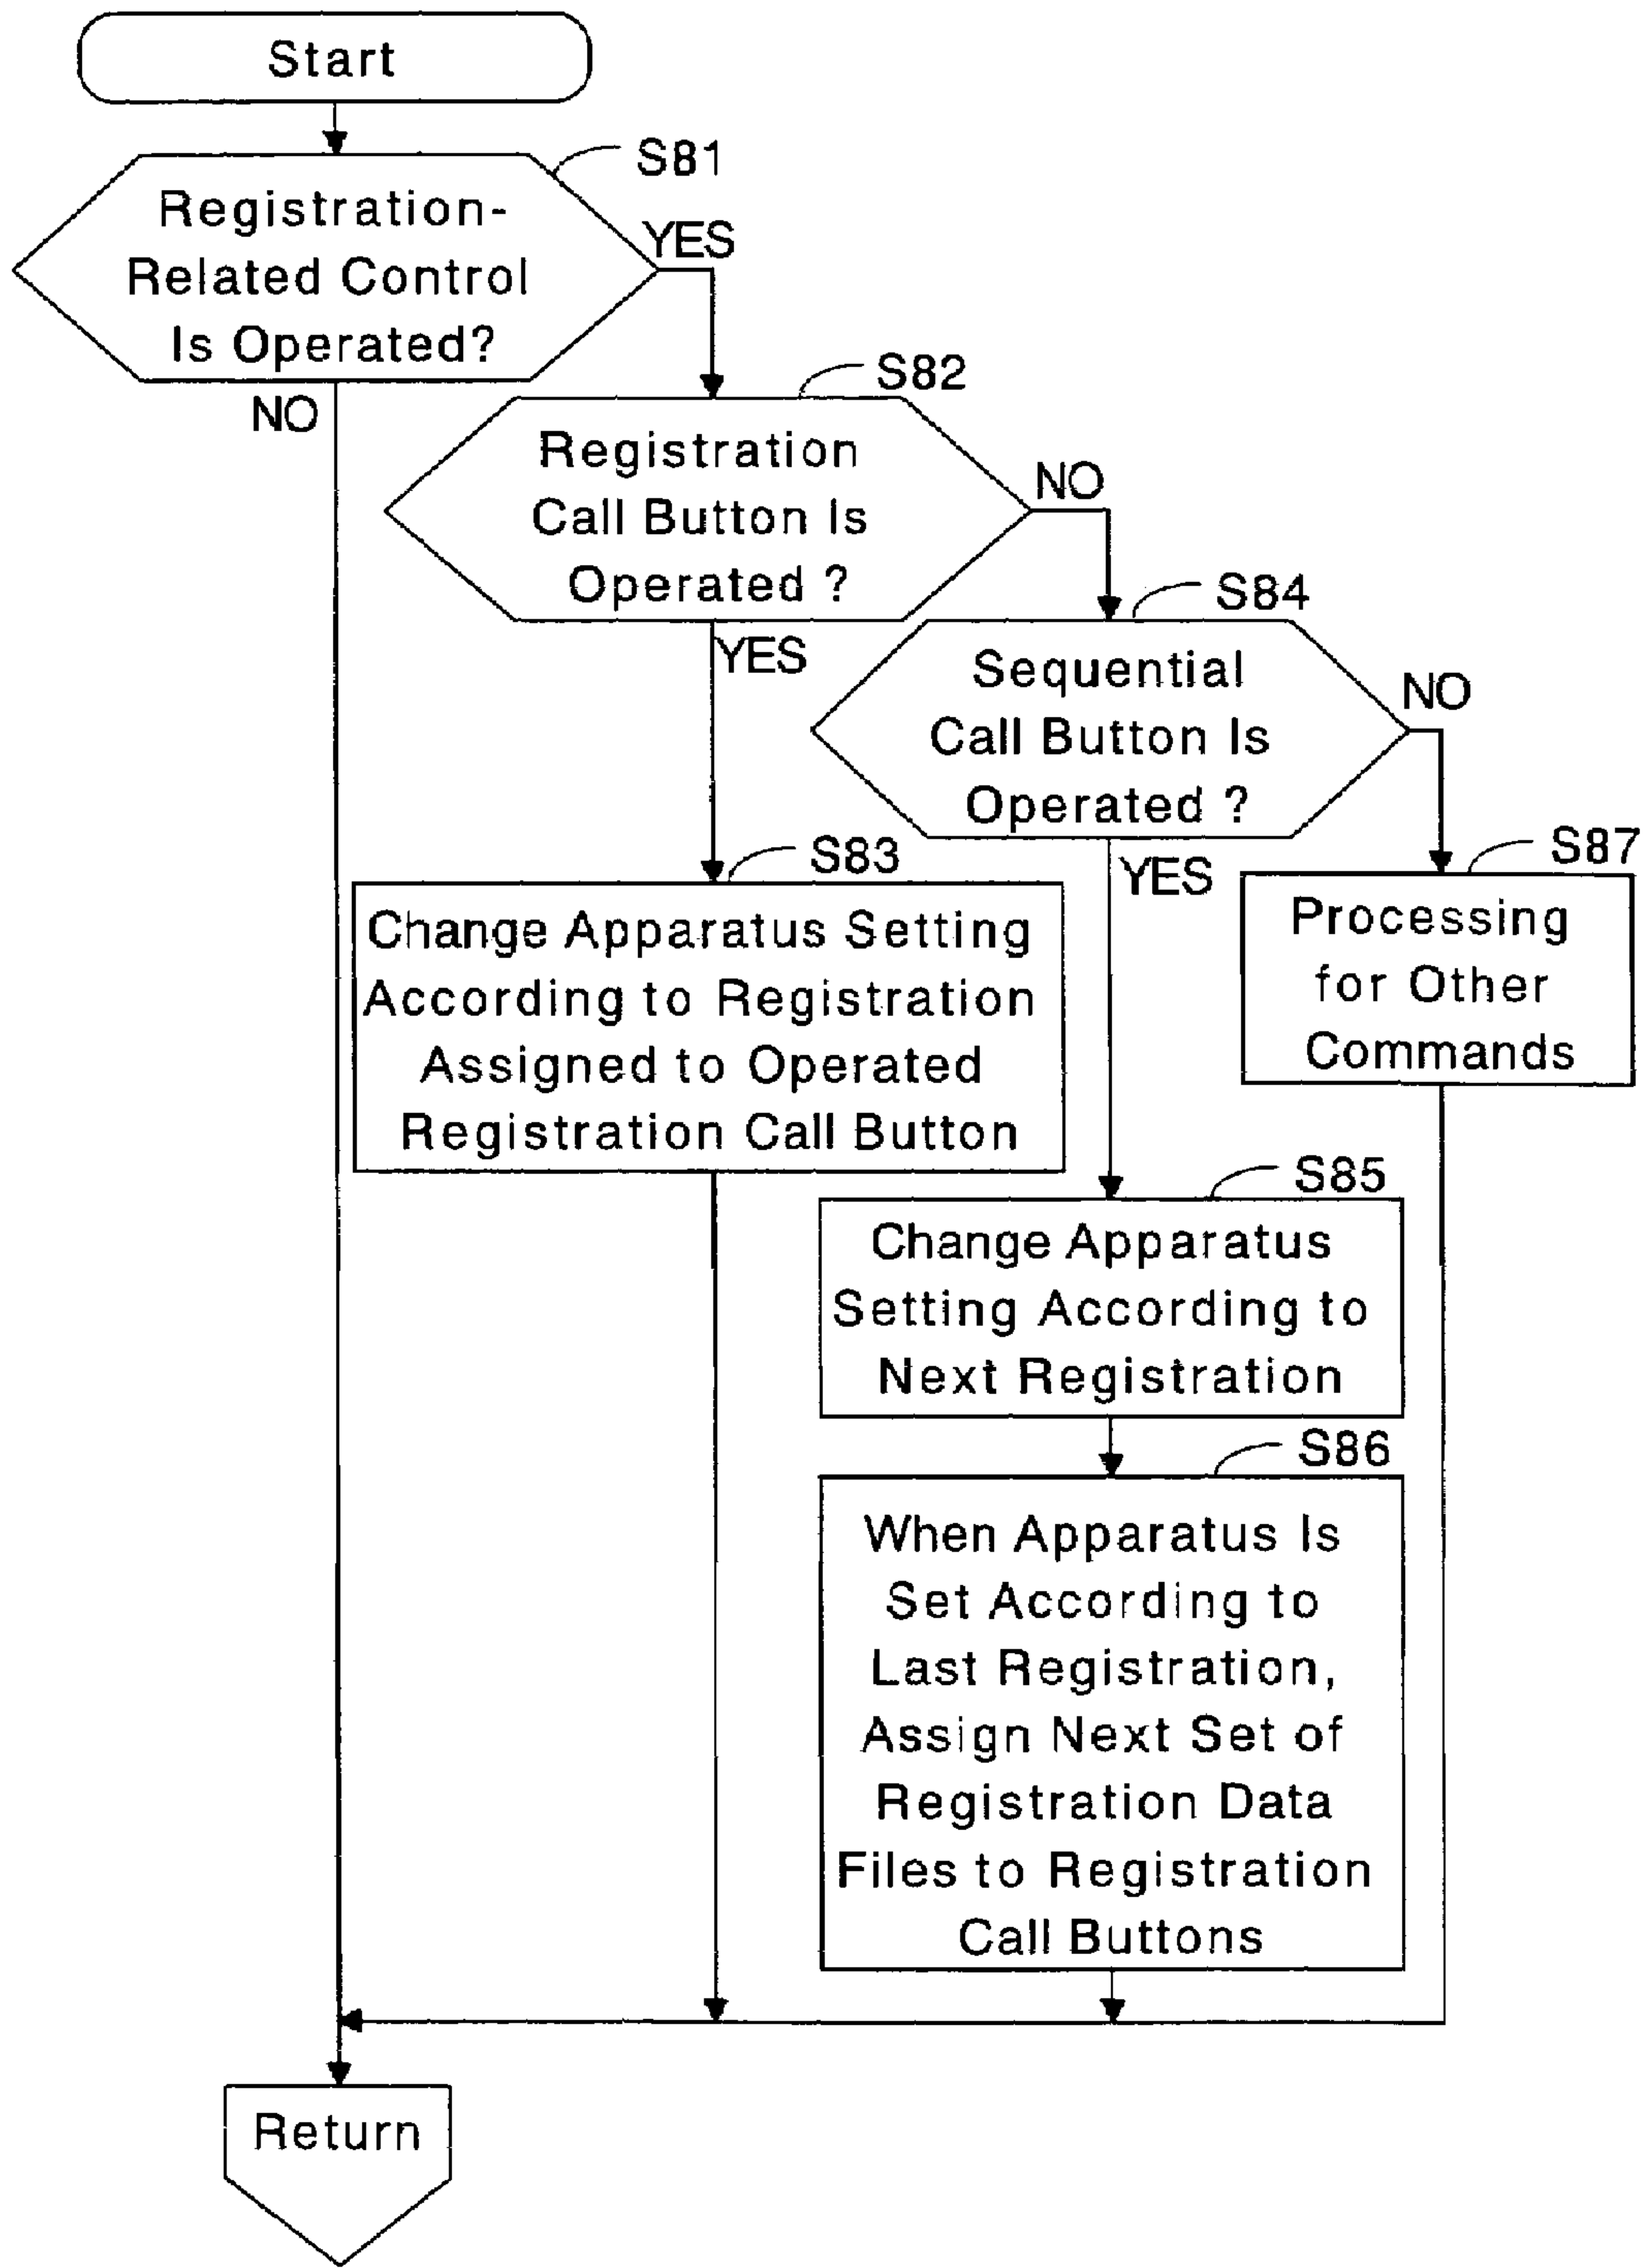 Start
S81
Registration-
Related Control
Is Operated?
YES
NO
S82
Registration
Call Button Is
Operated ?
NO
YES
S84
Sequential
Call Button Is
Operated ?
NO
YES
S83
Change Apparatus Setting
According to Registration
Assigned to Operated
Registration Call Button
S87
Processing
for Other
Commands
S85
Change Apparatus
Setting According to
Next Registration
S86
When Apparatus Is
Set According to
Last Registration,
Assign Next Set of
Registration Data
Files to Registration
Call Buttons
Return